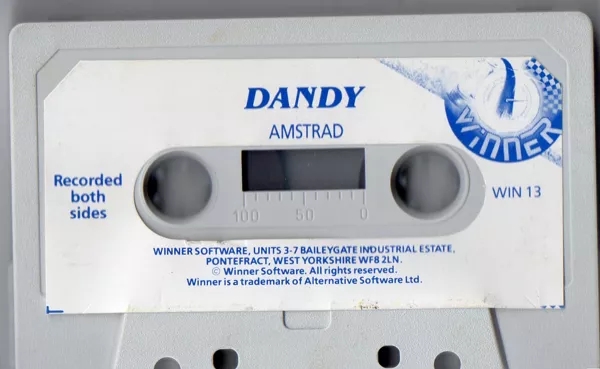 DANDY
AMSTRAD
WINNER
Recorded
both
sides
WIN 13
100 50 0
WINNER SOFTWARE, UNITS 3-7 BAILEYGATE INDUSTRIAL ESTATE,
PONTEFRACT, WEST YORKSHIRE WF8 2LN.
© Winner Software. All rights reserved.
Winner is a trademark of Alternative Software Ltd.